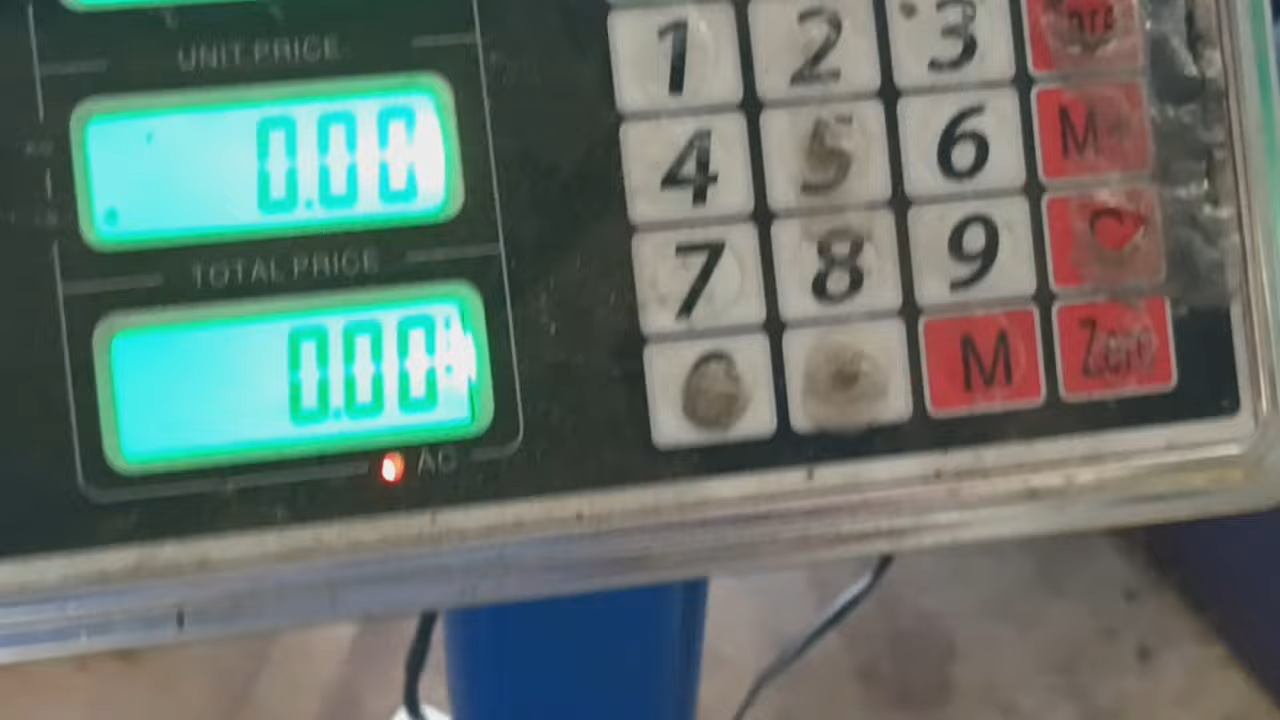 UNIT PRICE
0.00
TOTAL PRICE
0.00
AC
1 2 3
4 5 6 M+
7 8 9 C
0 M Zero